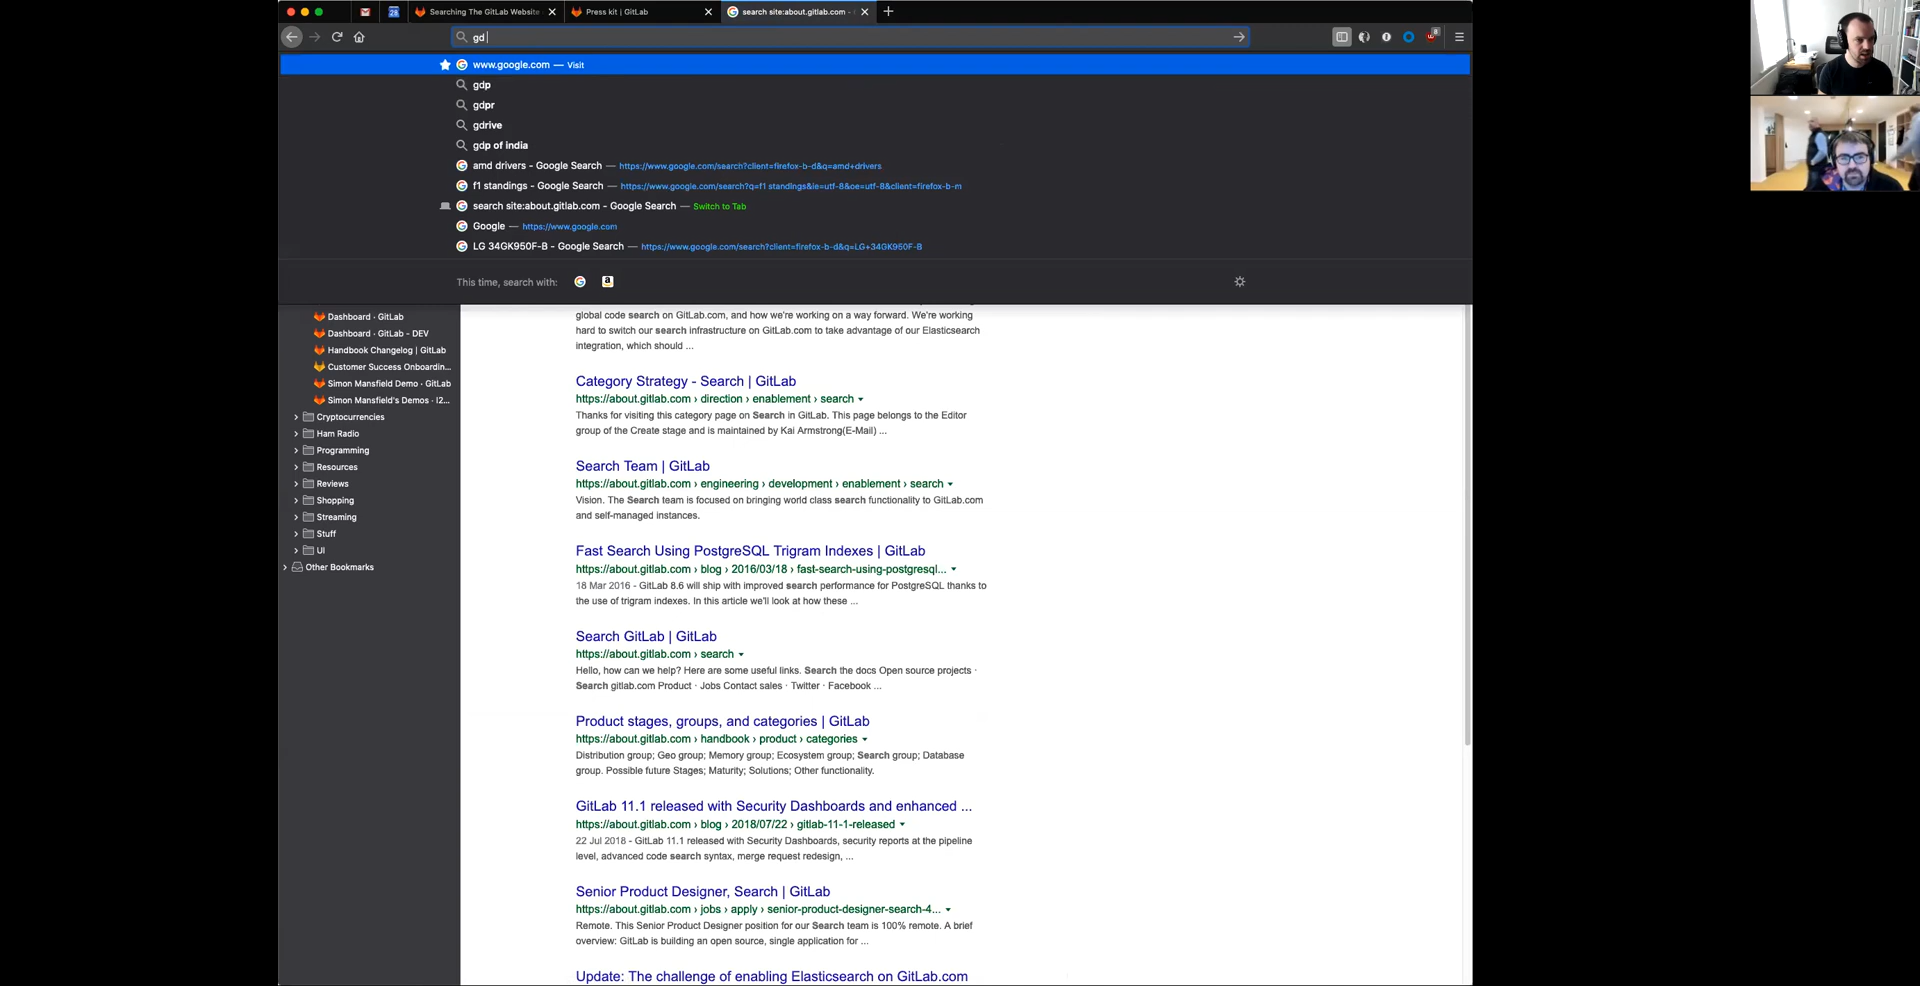 Searching The GitLab Website
Press kit | GitLab
search site:about.gitlab.com -
gd
www.google.com — Visit
gdp
gdpr
gdrive
gdp of india
amd drivers - Google Search — https://www.google.com/search?client=firefox-b-d&q=amd+drivers
f1 standings - Google Search — https://www.google.com/search?q=f1 standings&ie=utf-8&oe=utf-8&client=firefox-b-m
search site:about.gitlab.com - Google Search — Switch to Tab
Google — https://www.google.com
LG 34GK950F-B - Google Search — https://www.google.com/search?client=firefox-b-d&q=LG+34GK950F-B
This time, search with:
Dashboard · GitLab
Dashboard · GitLab - DEV
Handbook Changelog | GitLab
Customer Success Onboardin...
Simon Mansfield Demo · GitLab
Simon Mansfield's Demos · I2...
Cryptocurrencies
Ham Radio
Programming
Resources
Reviews
Shopping
Streaming
Stuff
UI
Other Bookmarks
global code search on GitLab.com, and how we're working on a way forward. We're working
hard to switch our search infrastructure on GitLab.com to take advantage of our Elasticsearch
integration, which should ...
Category Strategy - Search | GitLab
https://about.gitlab.com › direction › enablement › search
Thanks for visiting this category page on Search in GitLab. This page belongs to the Editor
group of the Create stage and is maintained by Kai Armstrong(E-Mail) ...
Search Team | GitLab
https://about.gitlab.com › engineering › development › enablement › search
Vision. The Search team is focused on bringing world class search functionality to GitLab.com
and self-managed instances.
Fast Search Using PostgreSQL Trigram Indexes | GitLab
https://about.gitlab.com › blog › 2016/03/18 › fast-search-using-postgresql...
18 Mar 2016 - GitLab 8.6 will ship with improved search performance for PostgreSQL thanks to
the use of trigram indexes. In this article we'll look at how these ...
Search GitLab | GitLab
https://about.gitlab.com › search
Hello, how can we help? Here are some useful links. Search the docs Open source projects ·
Search gitlab.com Product · Jobs Contact sales · Twitter · Facebook ...
Product stages, groups, and categories | GitLab
https://about.gitlab.com › handbook › product › categories
Distribution group; Geo group; Memory group; Ecosystem group; Search group; Database
group. Possible future Stages; Maturity; Solutions; Other functionality.
GitLab 11.1 released with Security Dashboards and enhanced ...
https://about.gitlab.com › blog › 2018/07/22 › gitlab-11-1-released
22 Jul 2018 - GitLab 11.1 released with Security Dashboards, security reports at the pipeline
level, advanced code search syntax, merge request redesign, ...
Senior Product Designer, Search | GitLab
https://about.gitlab.com › jobs › apply › senior-product-designer-search-4...
Remote. This Senior Product Designer position for our Search team is 100% remote. A brief
overview: GitLab is building an open source, single application for ...
Update: The challenge of enabling Elasticsearch on GitLab.com